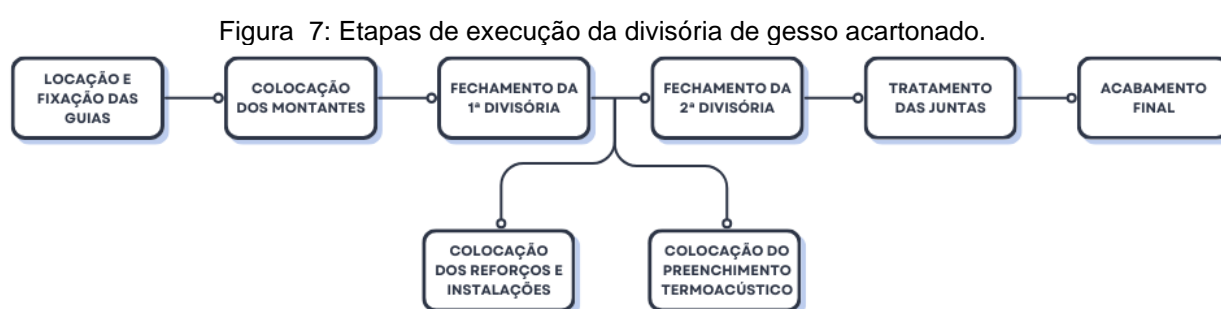 Figura 7: Etapas de execução da divisória de gesso acartonado.
LOCAÇÃO E
FIXAÇÃO DAS
GUIAS
COLOCAÇÃO
DOS MONTANTES
FECHAMENTO DA
1ª DIVISÓRIA
FECHAMENTO DA
2ª DIVISÓRIA
TRATAMENTO
DAS JUNTAS
ACABAMENTO
FINAL
COLOCAÇÃO
DOS REFORÇOS E
INSTALAÇÕES
COLOCAÇÃO DO
PREENCHIMENTO
TERMOACÚSTICO